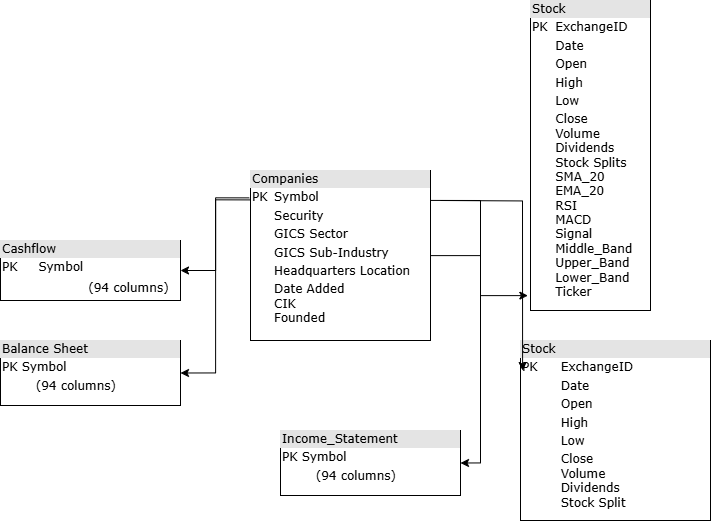 Stock
PK ExchangeID
Date
Open
High
Low
Close
Volume
Dividends
Stock Splits
SMA_20
EMA_20
RSI
MACD
Signal
Middle_Band
Upper_Band
Lower_Band
Ticker
Companies
PK Symbol
Security
GICS Sector
GICS Sub-Industry
Headquarters Location
Date Added
CIK
Founded
Cashflow
PK Symbol
(94 columns)
Balance Sheet
PK Symbol
(94 columns)
Income_Statement
PK Symbol
(94 columns)
Stock
PK ExchangeID
Date
Open
High
Low
Close
Volume
Dividends
Stock Split